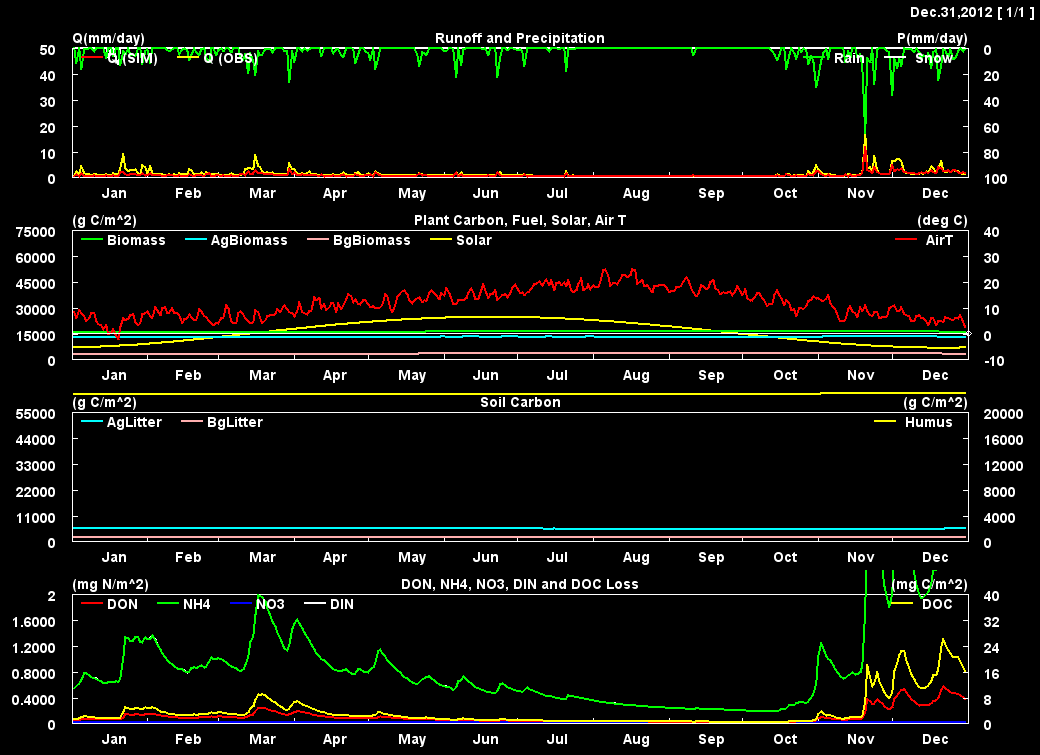 Dec.31,2012 [ 1/1 ]
Q(mm/day) Runoff and Precipitation P(mm/day)
Q (SIM) Q (OBS) Rain Snow
50 0
40 20
30 40
20 60
10 80
0 100
Jan Feb Mar Apr May Jun Jul Aug Sep Oct Nov Dec
(g C/m^2) Plant Carbon, Fuel, Solar, Air T (deg C)
75000 40
Biomass AgBiomass BgBiomass Solar AirT
60000 30
45000 20
30000 10
15000 0
0 -10
Jan Feb Mar Apr May Jun Jul Aug Sep Oct Nov Dec
(g C/m^2) Soil Carbon (g C/m^2)
55000 20000
AgLitter BgLitter Humus
44000 16000
33000 12000
22000 8000
11000 4000
0 0
Jan Feb Mar Apr May Jun Jul Aug Sep Oct Nov Dec
(mg N/m^2) DON, NH4, NO3, DIN and DOC Loss (mg C/m^2)
2 40
DON NH4 NO3 DIN DOC
1.6000 32
1.2000 24
0.8000 16
0.4000 8
0 0
Jan Feb Mar Apr May Jun Jul Aug Sep Oct Nov Dec